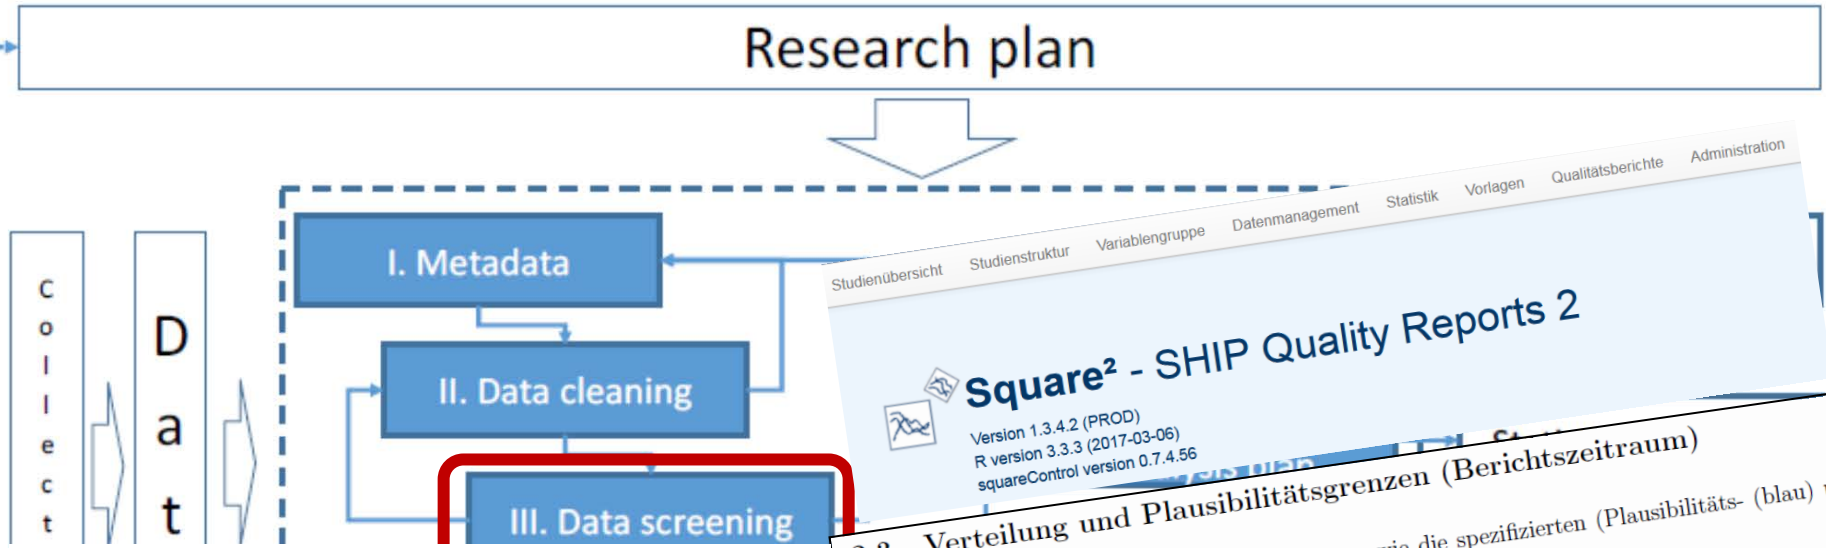 Research plan
Studienübersicht Studienstruktur Variablengruppe Datenmanagement Statistik Vorlagen Qualitätsberichte Administration
I. Metadata
Collect
Dat
II. Data cleaning
Square² - SHIP Quality Reports 2
Version 1.3.4.2 (PROD)
R version 3.3.3 (2017-03-06)
squareControl version 0.7.4.56
III. Data screening
Verteilung und Plausibilitätsgrenzen (Berichtszeitraum)
die spezifizierten (Plausibilitäts- (blau)